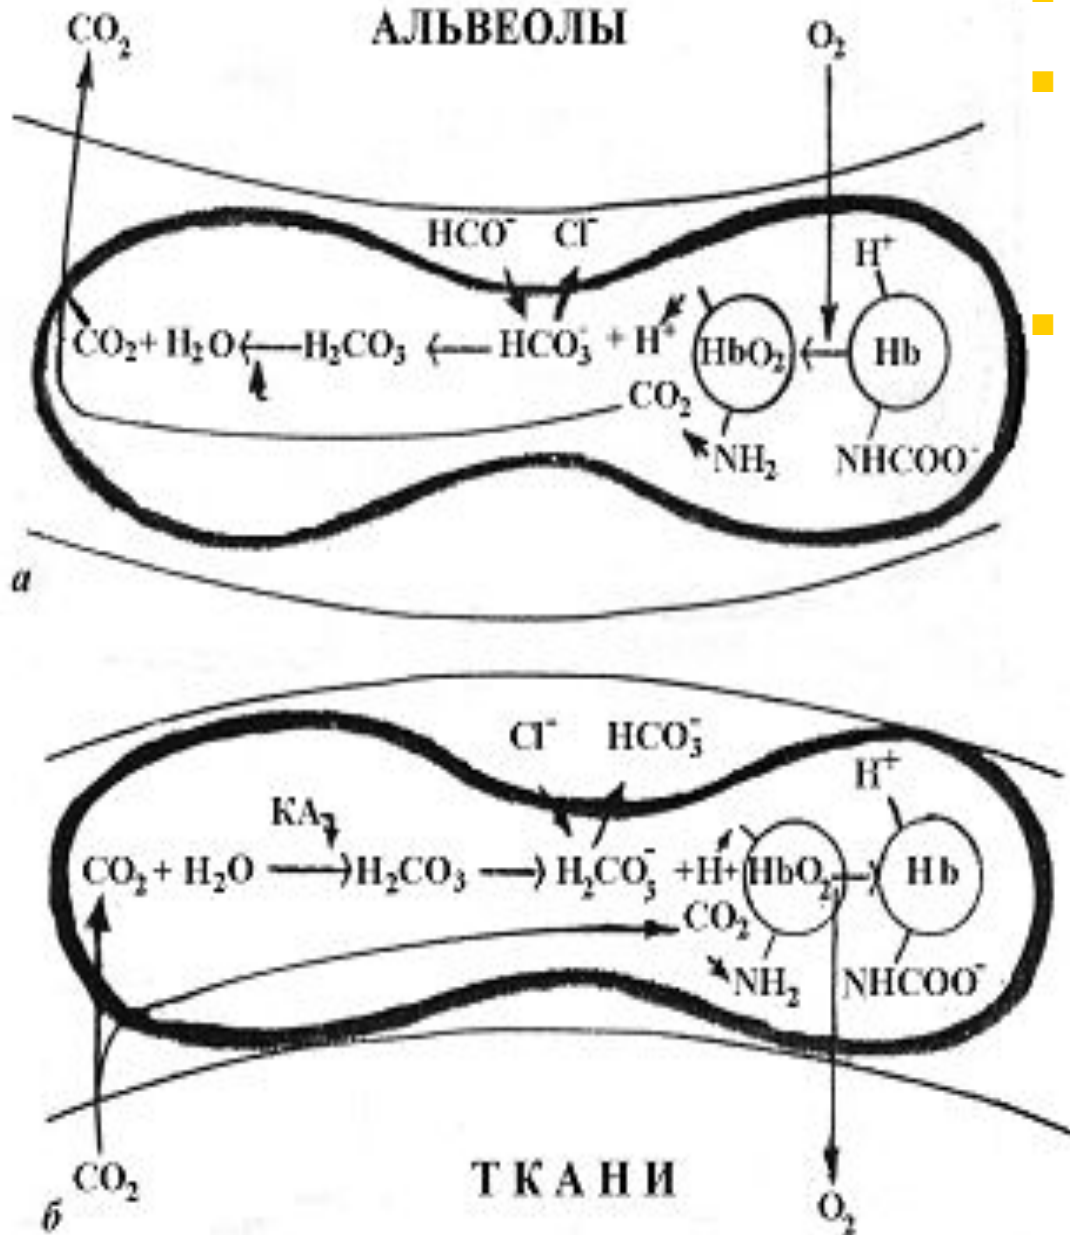 АЛЬВЕОЛЫ
CO₂
O₂
HCO⁻ Cl⁻
H⁺
CO₂ + H₂O ← H₂CO₃ ← HCO₃⁻ + H⁺ HbO₂ ← Hb
CO₂
NH₂ NHCOO⁻
а
Cl⁻ HCO₃⁻
H⁺
КА
CO₂ + H₂O → H₂CO₃ → H₂CO₃⁻ + H+ HbO₂ → Hb
CO₂
NH₂ NHCOO⁻
CO₂
ТКАНИ
O₂
б